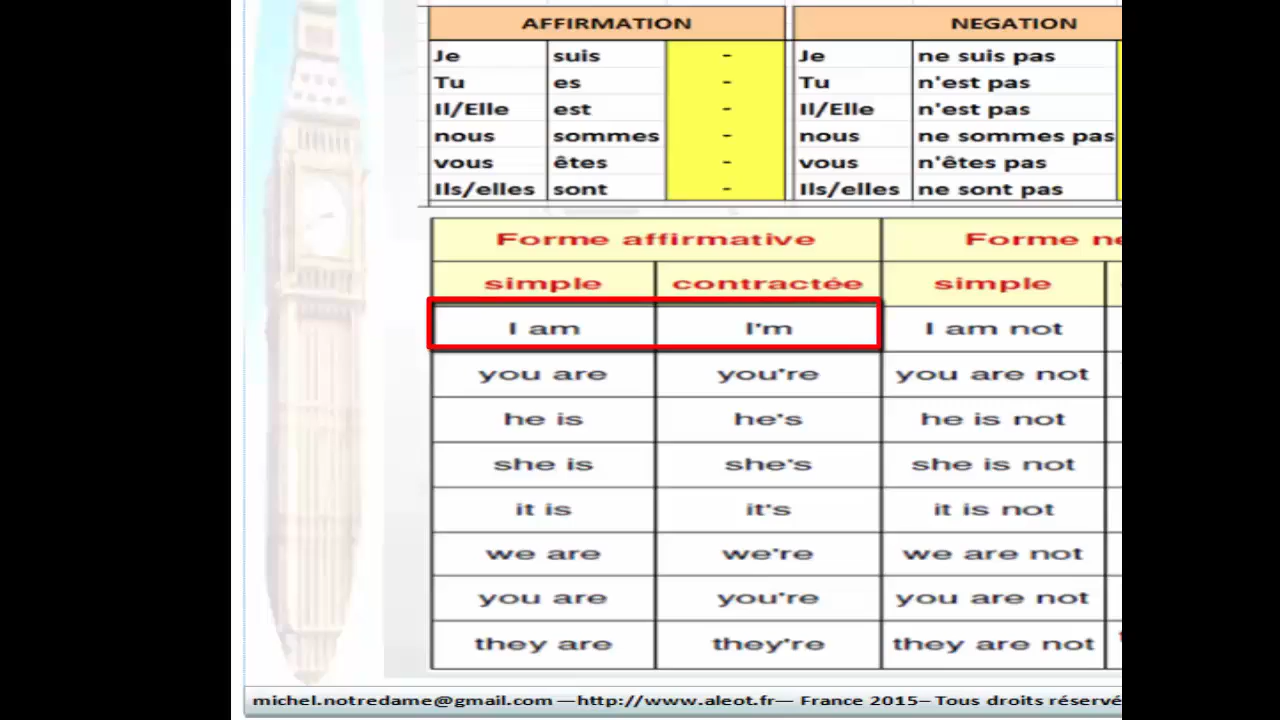 AFFIRMATION NEGATION
Je suis - Je ne suis pas
Tu es - Tu n'est pas
Il/Elle est - Il/Elle n'est pas
nous sommes - nous ne sommes pas
vous êtes - vous n'êtes pas
Ils/elles sont - Ils/elles ne sont pas
Forme affirmative Forme ne
simple contractée simple
I am I'm I am not
you are you're you are not
he is he's he is not
she is she's she is not
it is it's it is not
we are we're we are not
you are you're you are not
they are they're they are not
michel.notredame@gmail.com —http://www.aleot.fr— France 2015– Tous droits réservé